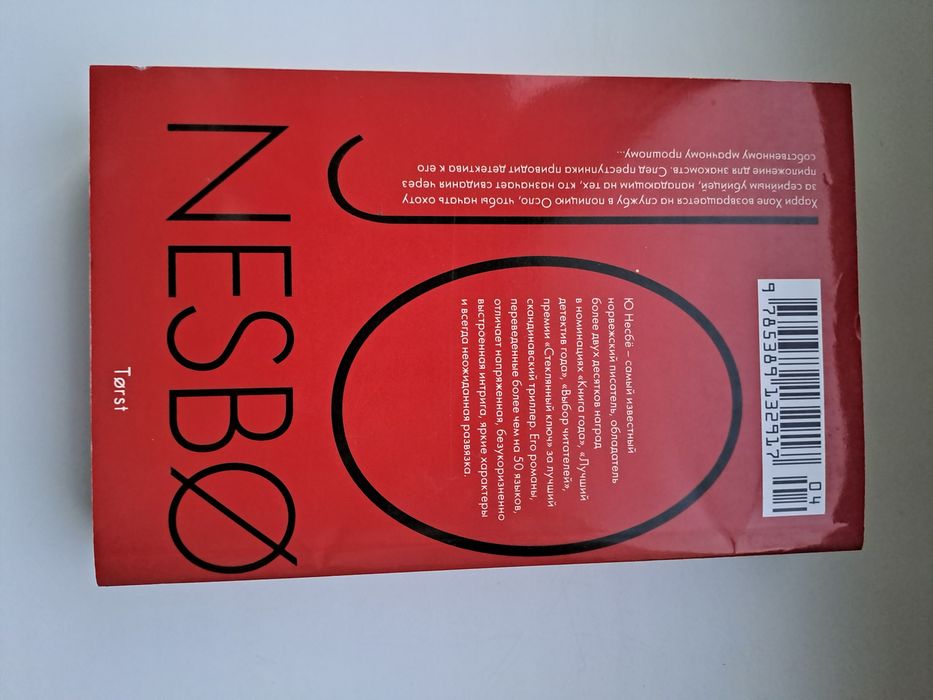 JO
NESBØ
Tørst
Харри Холе возвращается на службу в полицию Осло, чтобы начать охоту
за серийным убийцей, нападающим на тех, кто назначает свидания через
приложение для знакомств. След преступника приводит детектива к его
собственному мрачному прошлому...
Ю Несбё – самый известный
норвежский писатель, обладатель
более двух десятков наград
в номинациях «Книга года», «Лучший
детектив года», «Выбор читателей»,
премии «Стеклянный ключ» за лучший
скандинавский триллер. Его романы,
переведенные более чем на 50 языков,
отличает напряженная, безукоризненно
выстроенная интрига, яркие характеры
и всегда неожиданная развязка.
9 785389 132917
04